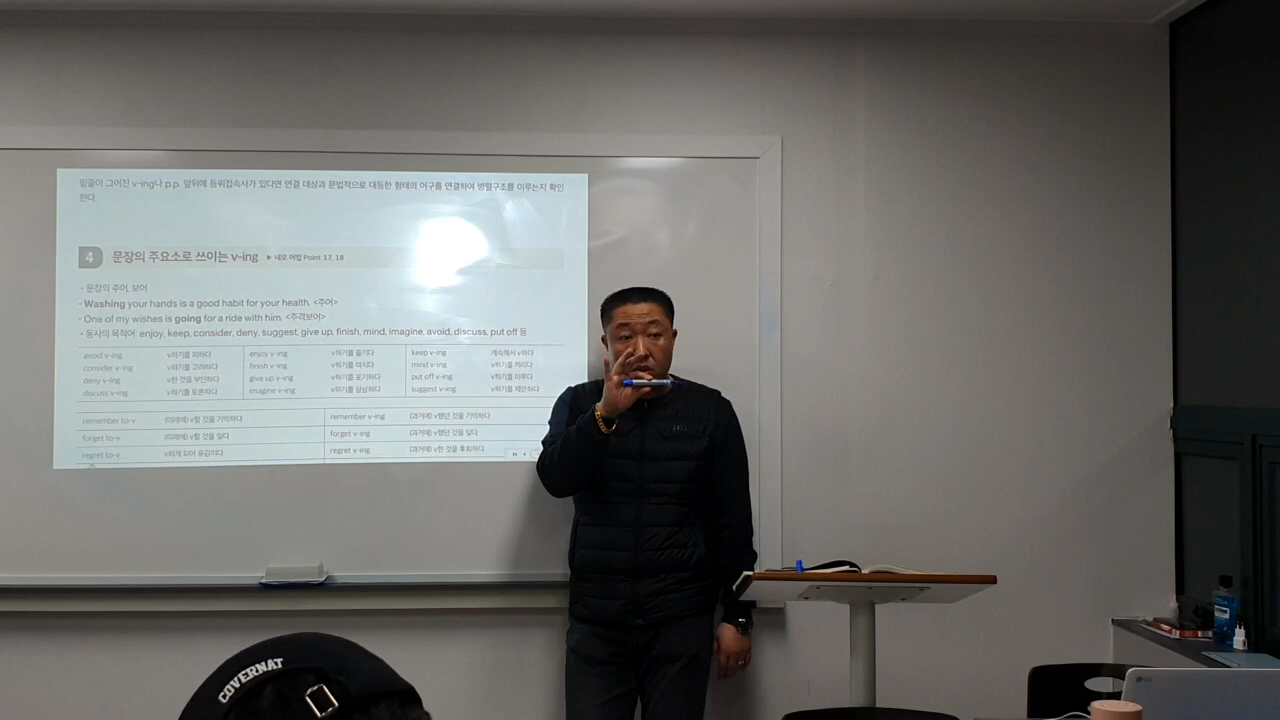 밑줄이 그어진 v-ing나 p.p. 앞뒤에 등위접속사가 있다면 연결 대상과 문법적으로 대등한 형태의 어구를 연결하여 병렬구조를 이루는지 확인
한다.
4 문장의 주요소로 쓰이는 v-ing ▶ 네모 어법 Point 17, 18
• 문장의 주어, 보어
- Washing your hands is a good habit for your health. <주어>
- One of my wishes is going for a ride with him. <주격보어>
• 동사의 목적어: enjoy, keep, consider, deny, suggest, give up, finish, mind, imagine, avoid, discuss, put off 등
avoid v-ing v하기를 피하다 enjoy v-ing v하기를 즐기다 keep v-ing 계속해서 v하다
consider v-ing v하기를 고려하다 finish v-ing v하기를 마치다 mind v-ing v하기를 꺼리다
deny v-ing v한 것을 부인하다 give up v-ing v하기를 포기하다 put off v-ing v하기를 미루다
discuss v-ing v하기를 토론하다 imagine v-ing v하기를 상상하다 suggest v-ing v하기를 제안하다
remember to-v (미래에) v할 것을 기억하다 remember v-ing (과거에) v했던 것을 기억하다
forget to-v (미래에) v할 것을 잊다 forget v-ing (과거에) v했던 것을 잊다
regret to-v v하게 되어 유감이다 regret v-ing (과거에) v한 것을 후회하다
COVERNAT
LG